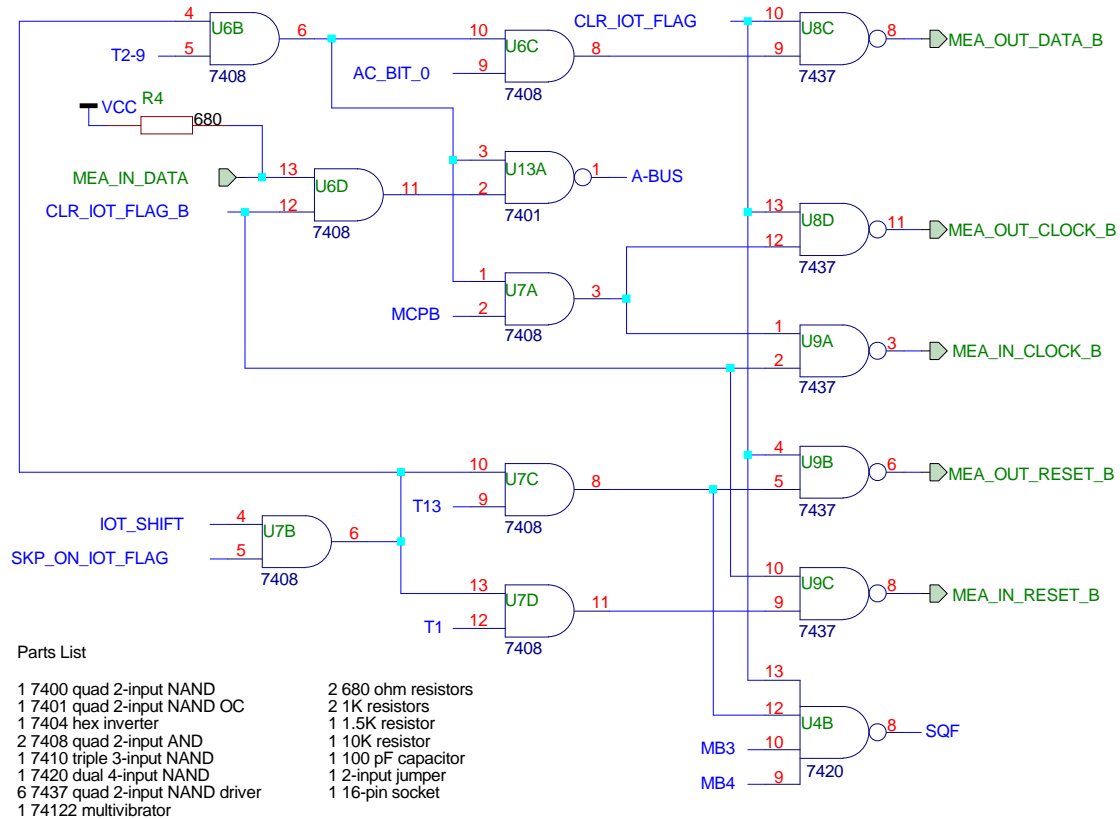 4 U6B 6
T2-9 5 7408
10 U6C 8
AC_BIT_0 9 7408
CLR_IOT_FLAG 10 U8C 8 MEA_OUT_DATA_B
9 7437
VCC R4 680
MEA_IN_DATA 13 U6D 11
CLR_IOT_FLAG_B 12 7408
3 U13A 1 A-BUS
2 7401
13 U8D 11 MEA_OUT_CLOCK_B
12 7437
1 U7A 3
MCPB 2 7408
1 U9A 3 MEA_IN_CLOCK_B
2 7437
10 U7C 8
T13 9 7408
4 U9B 6 MEA_OUT_RESET_B
5 7437
IOT_SHIFT 4 U7B 6
SKP_ON_IOT_FLAG 5 7408
13 U7D 11
T1 12 7408
10 U9C 8 MEA_IN_RESET_B
9 7437
13
12 U4B 8 SQF
MB3 10
MB4 9 7420
Parts List
1 7400 quad 2-input NAND
1 7401 quad 2-input NAND OC
1 7404 hex inverter
2 7408 quad 2-input AND
1 7410 triple 3-input NAND
1 7420 dual 4-input NAND
6 7437 quad 2-input NAND driver
1 74122 multivibrator
2 680 ohm resistors
2 1K resistors
1 1.5K resistor
1 10K resistor
1 100 pF capacitor
1 2-input jumper
1 16-pin socket